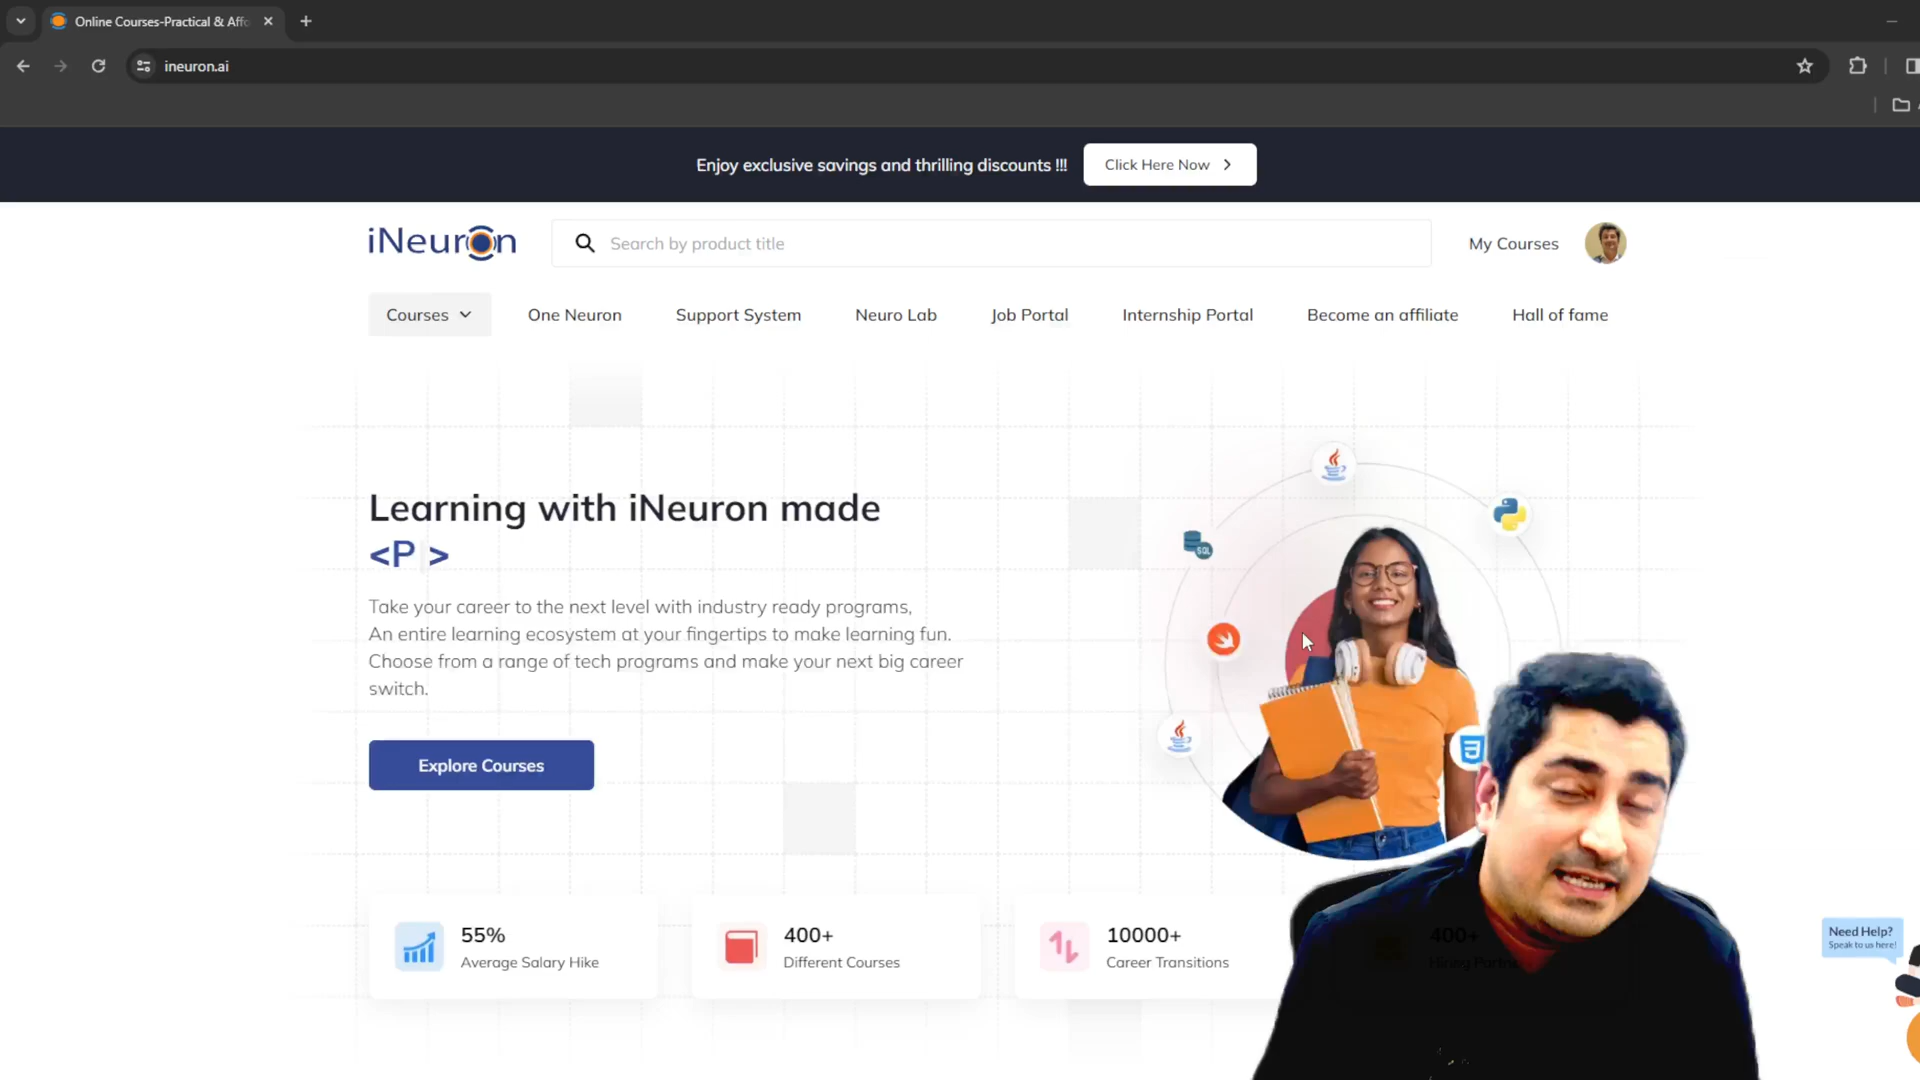 Online Courses-Practical & Affo
ineuron.ai
Enjoy exclusive savings and thrilling discounts !!! Click Here Now
iNeuron Search by product title My Courses
Courses One Neuron Support System Neuro Lab Job Portal Internship Portal Become an affiliate Hall of fame
Learning with iNeuron made
<P >
Take your career to the next level with industry ready programs,
An entire learning ecosystem at your fingertips to make learning fun.
Choose from a range of tech programs and make your next big career
switch.
Explore Courses
SQL
3
55%
Average Salary Hike
400+
Different Courses
10000+
Career Transitions
400+
Hiring
Need Help?
Speak to us here!